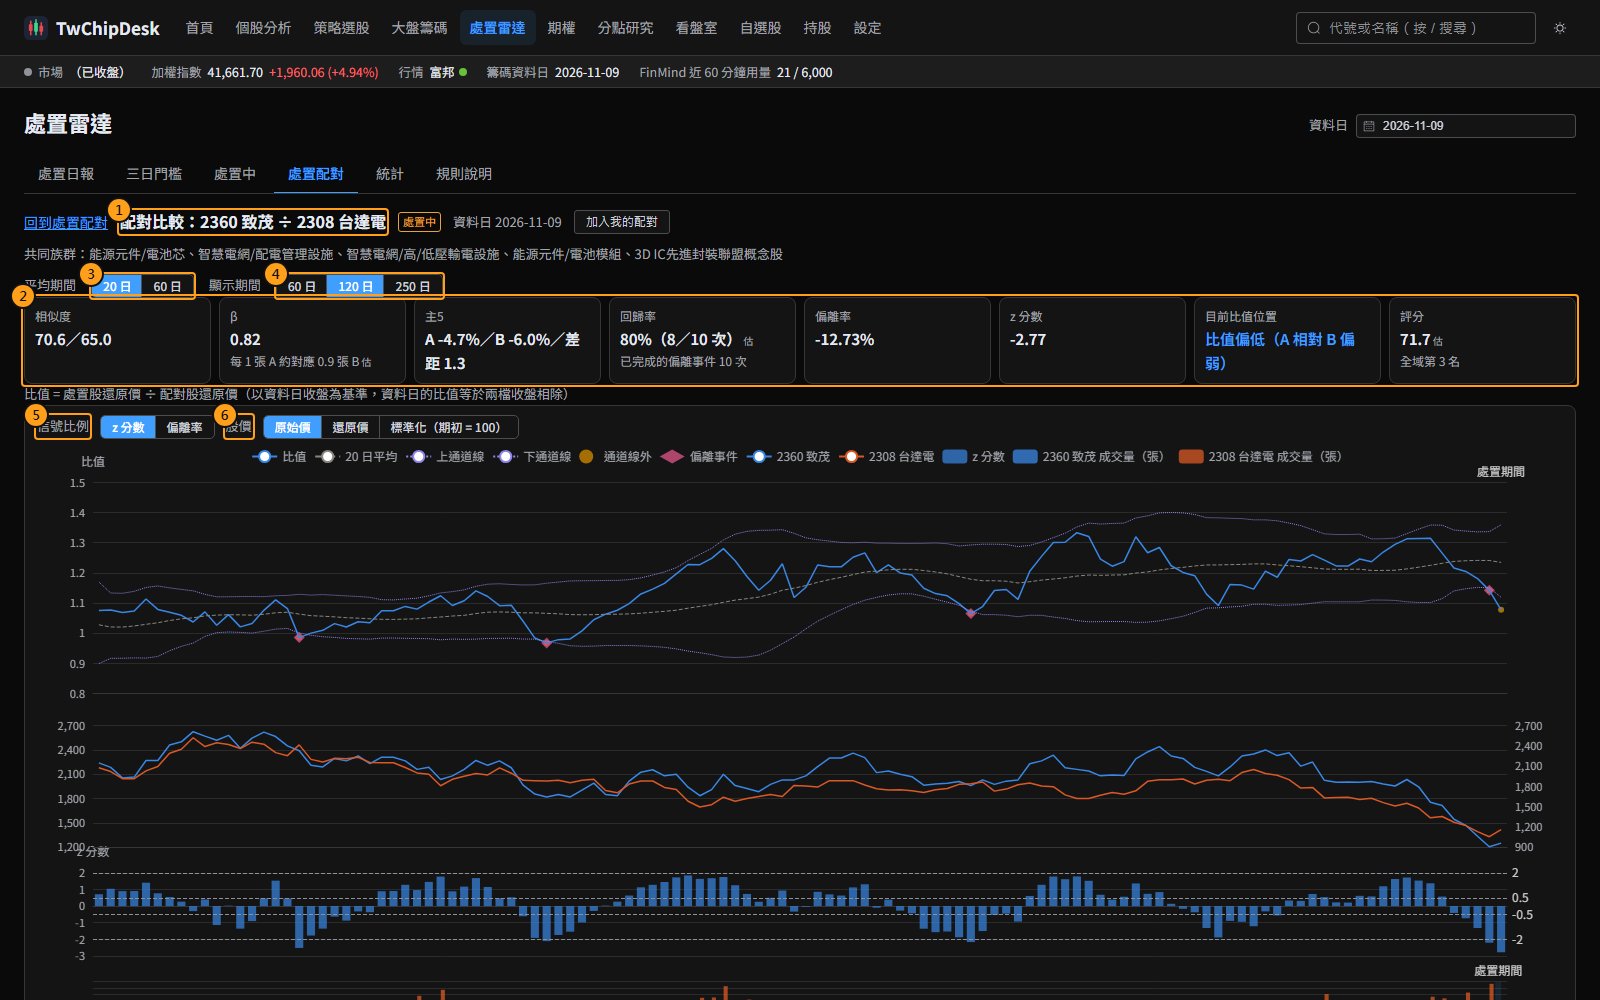 TwChipDesk 首頁 個股分析 策略選股 大盤籌碼 處置雷達 期權 分點研究 看盤室 自選股 持股 設定 代號或名稱（按 / 搜尋）
市場 （已收盤） 加權指數 41,661.70 +1,960.06 (+4.94%) 行情 富邦 籌碼資料日 2026-11-09 FinMind 近 60 分鐘用量 21 / 6,000
處置雷達
資料日 2026-11-09
處置日報 三日門檻 處置中 處置配對 統計 規則說明
1
回到處置配對 配對比較：2360 致茂 ÷ 2308 台達電 處置中 資料日 2026-11-09 加入我的配對
共同族群：能源元件/電池芯、智慧電網/配電管理設施、智慧電網/高/低壓輸電設施、能源元件/電池模組、3D IC先進封裝聯盟概念股
3 4
平均期間 20 日 60 日 顯示期間 60 日 120 日 250 日
2
相似度 β 主5 回歸率 偏離率 z 分數 目前比值位置 評分
70.6／65.0 0.82 A -4.7%／B -6.0%／差距 1.3 80%（8／10 次） 估 -12.73% -2.77 比值偏低（A 相對 B 偏弱） 71.7 估
每 1 張 A 約對應 0.9 張 B 估 已完成的偏離事件 10 次 全域第 3 名
比值 = 處置股還原價 ÷ 配對股還原價（以資料日收盤為基準，資料日的比值等於兩檔收盤相除）
5 6
信號比例 z 分數 偏離率 股價 原始價 還原價 標準化（期初 = 100）
比值 比值 20 日平均 上通道線 下通道線 通道線外 偏離事件 2360 致茂 2308 台達電 z 分數 2360 致茂 成交量（張） 2308 台達電 成交量（張）
處置期間
1.5
1.4
1.3
1.2
1.1
1
0.9
0.8
2,700 2,700
2,400 2,400
2,100 2,100
1,800 1,800
1,500 1,500
1,200 1,200
900
z 分數
2 2
1 0.5
0
-1 -0.5
-2 -2
-3
處置期間